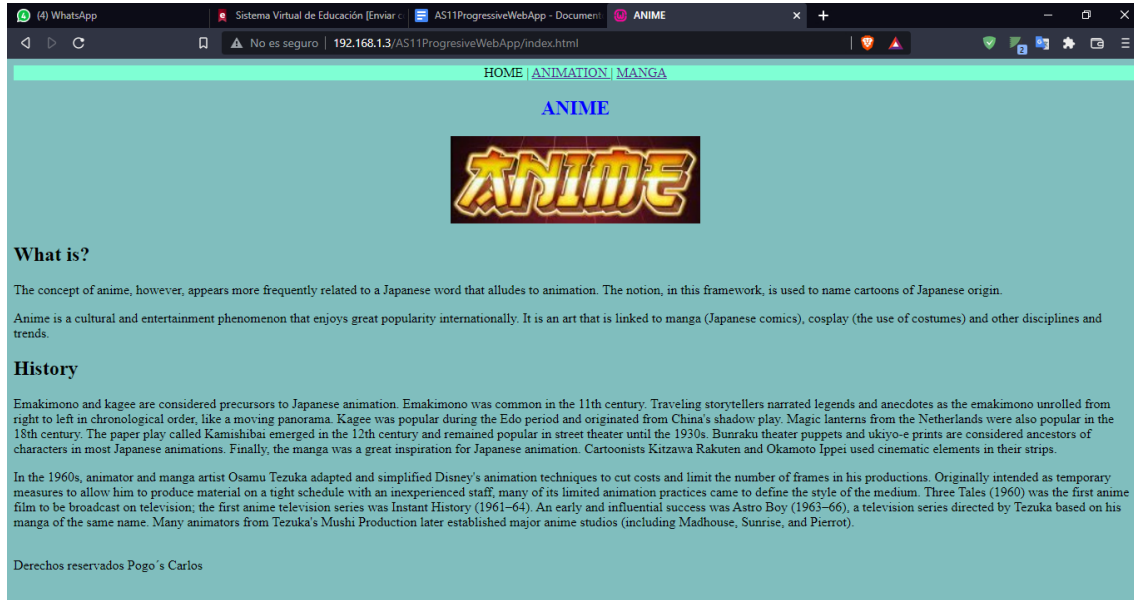 (4) WhatsApp
Sistema Virtual de Educación [Enviar c
AS11ProgressiveWebApp - Document
ANIME
No es seguro | 192.168.1.3/AS11ProgresiveWebApp/index.html
2
HOME | ANIMATION | MANGA
ANIME
ANIME
What is?
The concept of anime, however, appears more frequently related to a Japanese word that alludes to animation. The notion, in this framework, is used to name cartoons of Japanese origin.
Anime is a cultural and entertainment phenomenon that enjoys great popularity internationally. It is an art that is linked to manga (Japanese comics), cosplay (the use of costumes) and other disciplines and
trends.
History
Emakimono and kagee are considered precursors to Japanese animation. Emakimono was common in the 11th century. Traveling storytellers narrated legends and anecdotes as the emakimono unrolled from
right to left in chronological order, like a moving panorama. Kagee was popular during the Edo period and originated from China's shadow play. Magic lanterns from the Netherlands were also popular in the
18th century. The paper play called Kamishibai emerged in the 12th century and remained popular in street theater until the 1930s. Bunraku theater puppets and ukiyo-e prints are considered ancestors of
characters in most Japanese animations. Finally, the manga was a great inspiration for Japanese animation. Cartoonists Kitzawa Rakuten and Okamoto Ippei used cinematic elements in their strips.
In the 1960s, animator and manga artist Osamu Tezuka adapted and simplified Disney's animation techniques to cut costs and limit the number of frames in his productions. Originally intended as temporary
measures to allow him to produce material on a tight schedule with an inexperienced staff, many of its limited animation practices came to define the style of the medium. Three Tales (1960) was the first anime
film to be broadcast on television; the first anime television series was Instant History (1961–64). An early and influential success was Astro Boy (1963–66), a television series directed by Tezuka based on his
manga of the same name. Many animators from Tezuka's Mushi Production later established major anime studios (including Madhouse, Sunrise, and Pierrot).
Derechos reservados Pogo´s Carlos